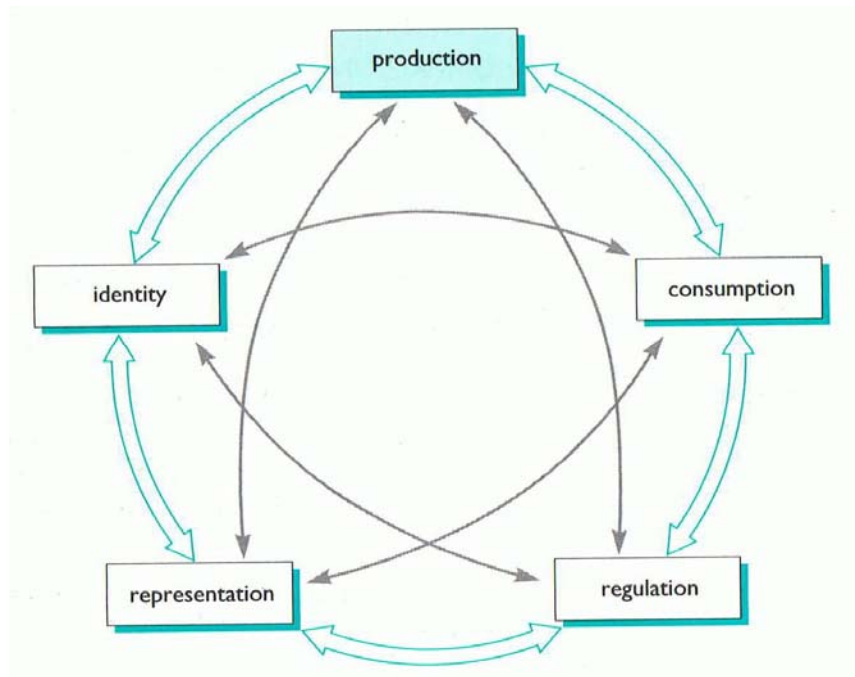 production
identity
consumption
representation
regulation